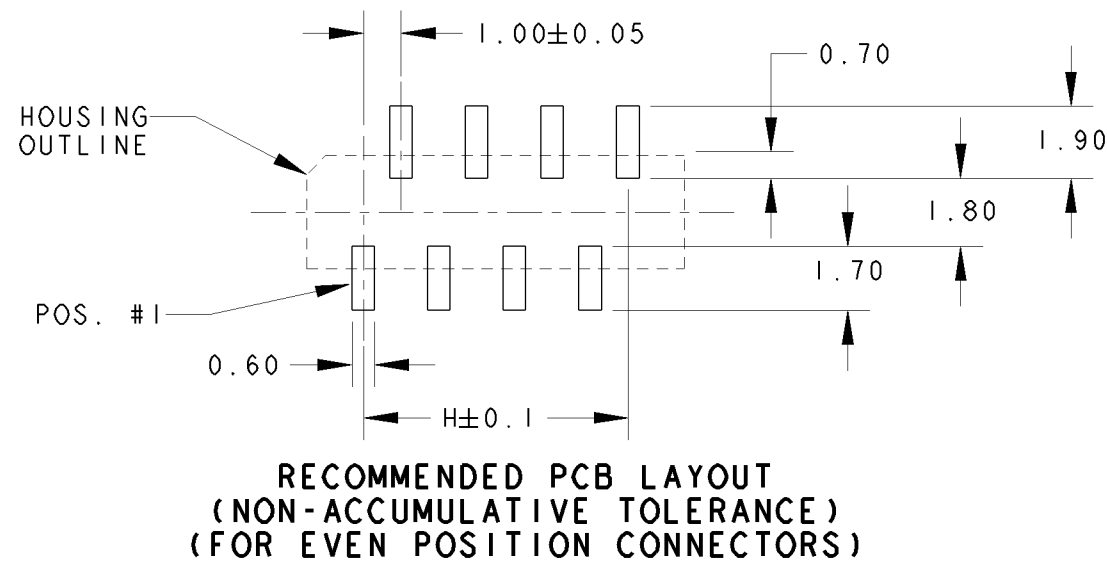 1.00±0.05
0.70
HOUSING
OUTLINE
1.90
1.80
1.70
POS. #1
0.60
H±0.1
RECOMMENDED PCB LAYOUT
(NON-ACCUMULATIVE TOLERANCE)
(FOR EVEN POSITION CONNECTORS)